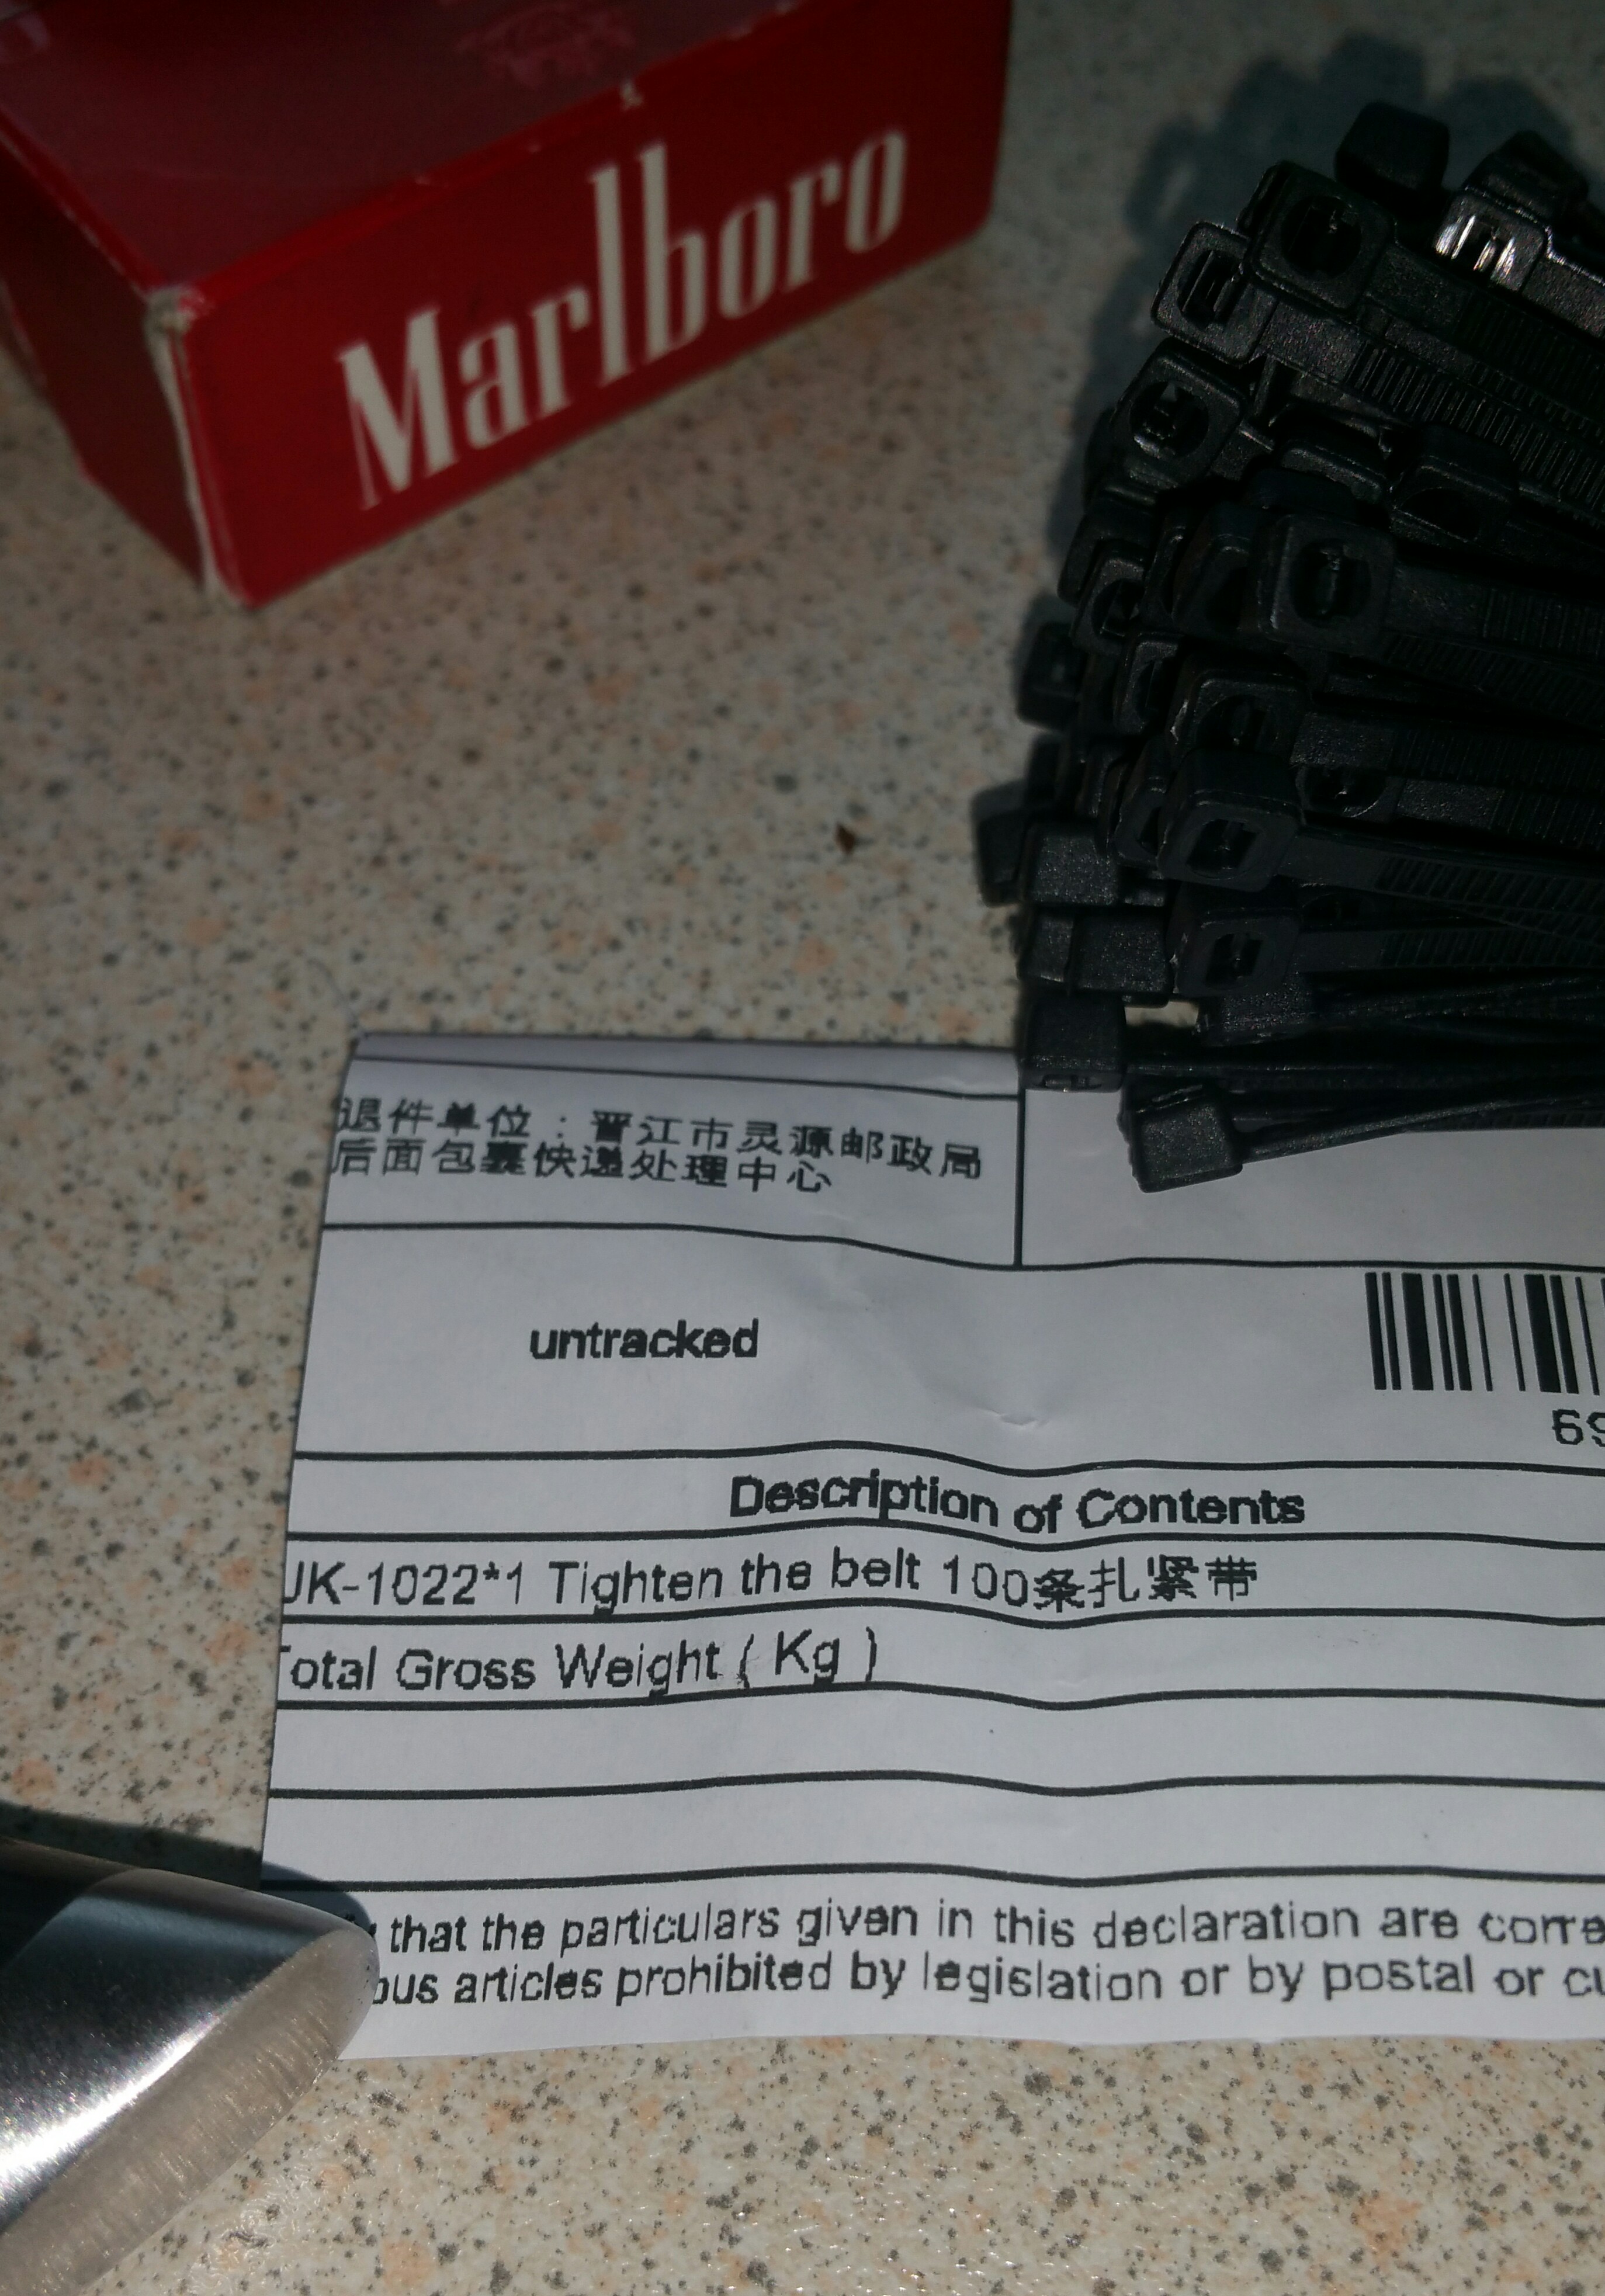 Marlboro
退件单位：晋江市灵源邮政局
后面包裹快递处理中心
untracked
69
Description of Contents
UK-1022*1 Tighten the belt 100条扎紧带
Total Gross Weight ( Kg )
that the particulars given in this declaration are corre
ous articles prohibited by legislation or by postal or cu